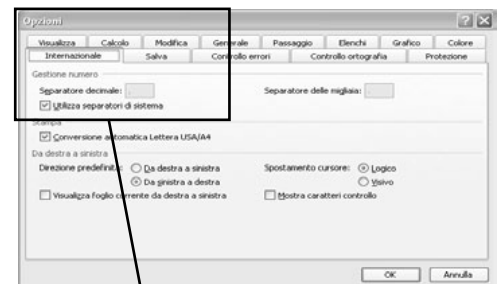 Opzioni
Visualizza Calcolo Modifica Generale Passaggio Elenchi Grafico Colore
Internazionale Salva Controllo errori Controllo ortografia Protezione
Gestione numero
Separatore decimale: . Separatore delle migliaia: .
Utilizza separatori di sistema
Stampa
Conversione automatica Lettera USA/A4
Da destra a sinistra
Direzione predefinita: Da destra a sinistra Spostamento cursore: Logico
Da sinistra a destra Visivo
Visualizza foglio corrente da destra a sinistra Mostra caratteri controllo
OK Annulla